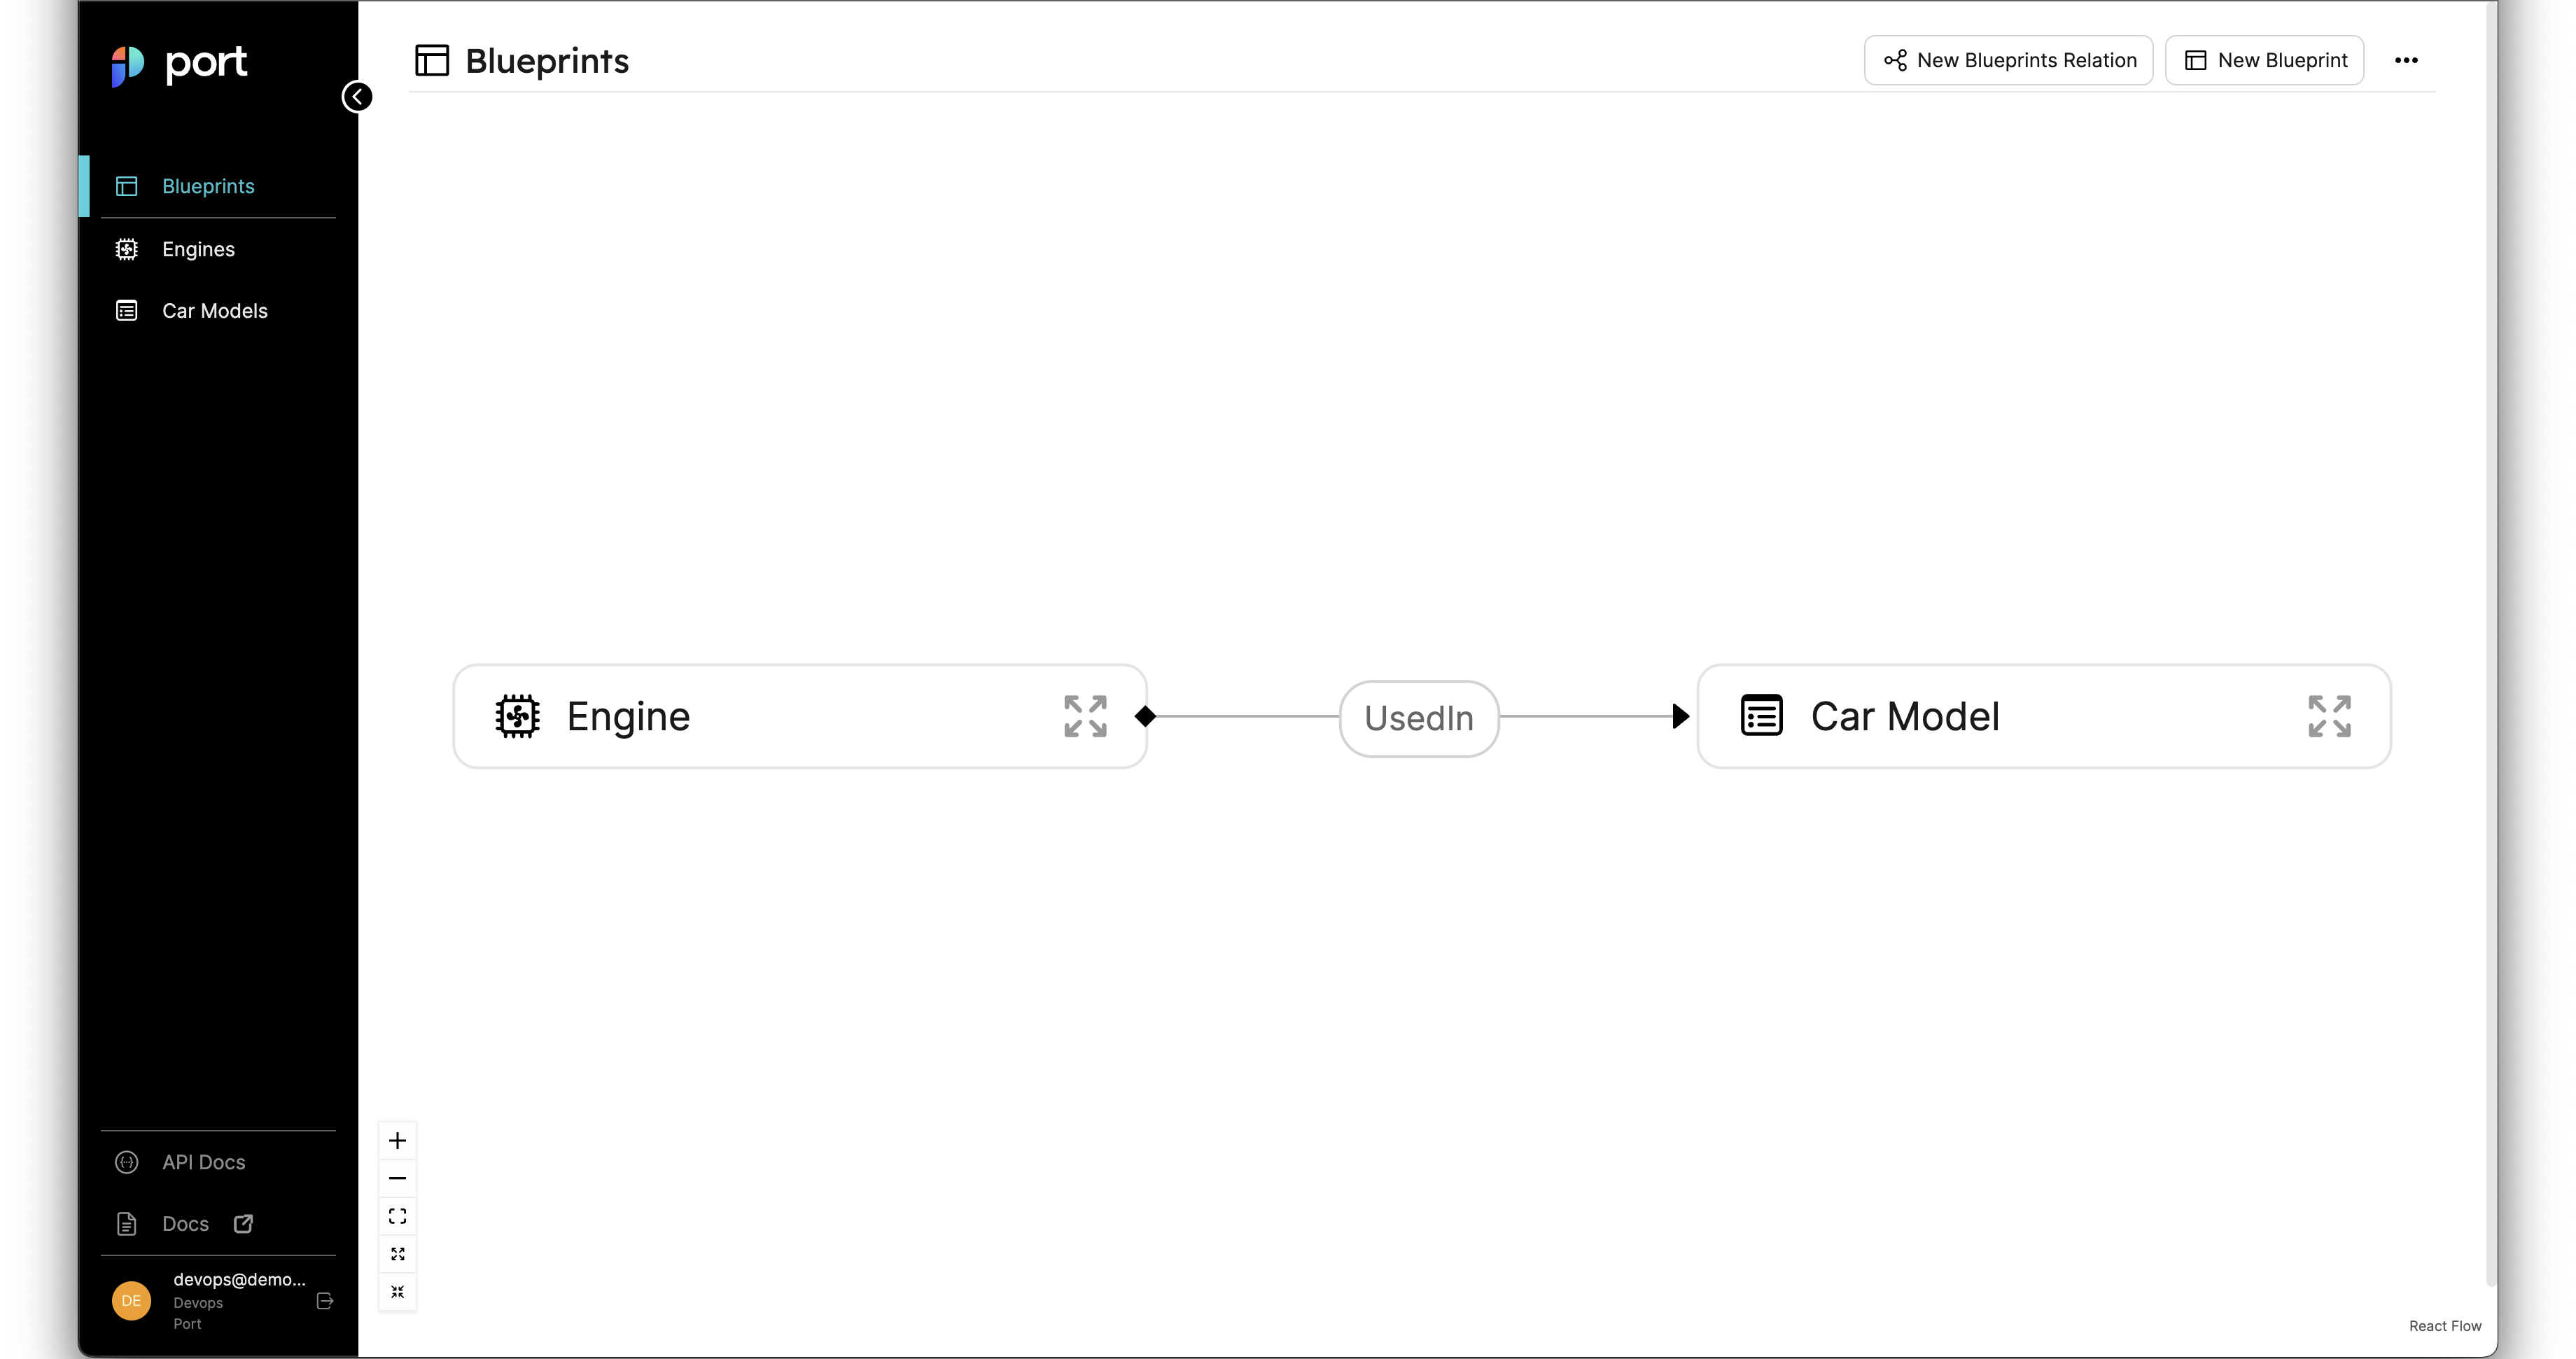 port
Blueprints
Engines
Car Models
API Docs
Docs
DE
devops@demo...
Devops
Port
Blueprints
New Blueprints Relation
New Blueprint
Engine
UsedIn
Car Model
React Flow